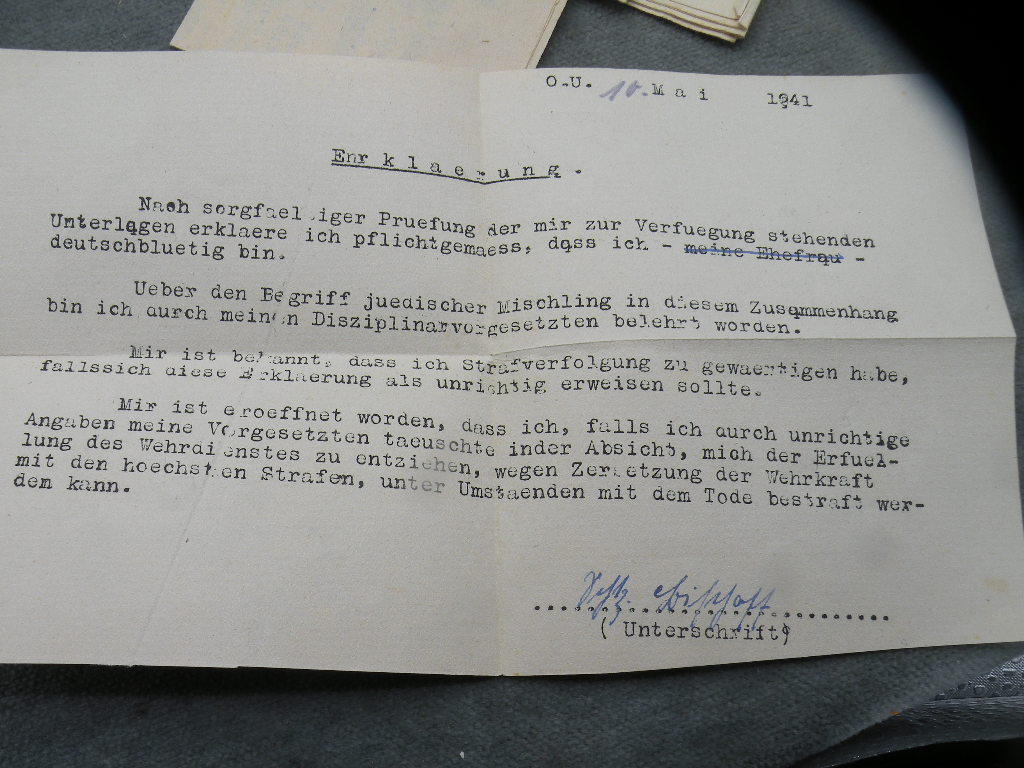 O.U. 10. Mai 1941
Enrklaerung.
Nach sorgfaeltiger Pruefung der mir zur Verfuegung stehenden
Unterlagen erklaere ich pflichtgemaess, dass ich - meine Ehefrau -
deutschbluetig bin.
Ueber den Begriff juedischer Mischling in diesem Zusammenhang
bin ich durch meinen Disziplinarvorgesetzten belehrt worden.
Mir ist bekannt, dass ich Strafverfolgung zu gewaertigen habe,
fallssich diese Erklaerung als unrichtig erweisen sollte.
Mir ist eroeffnet worden, dass ich, falls ich durch unrichtige
Angaben meine Vorgesetzten taeuschte inder Absicht, mich der Erfuel-
lung des Wehrdienstes zu entziehen, wegen Zersetzung der Wehrkraft
mit den hoechsten Strafen, unter Umstaenden mit dem Tode bestraft wer-
den kann.
Schtz. Bischoff
( Unterschrift)